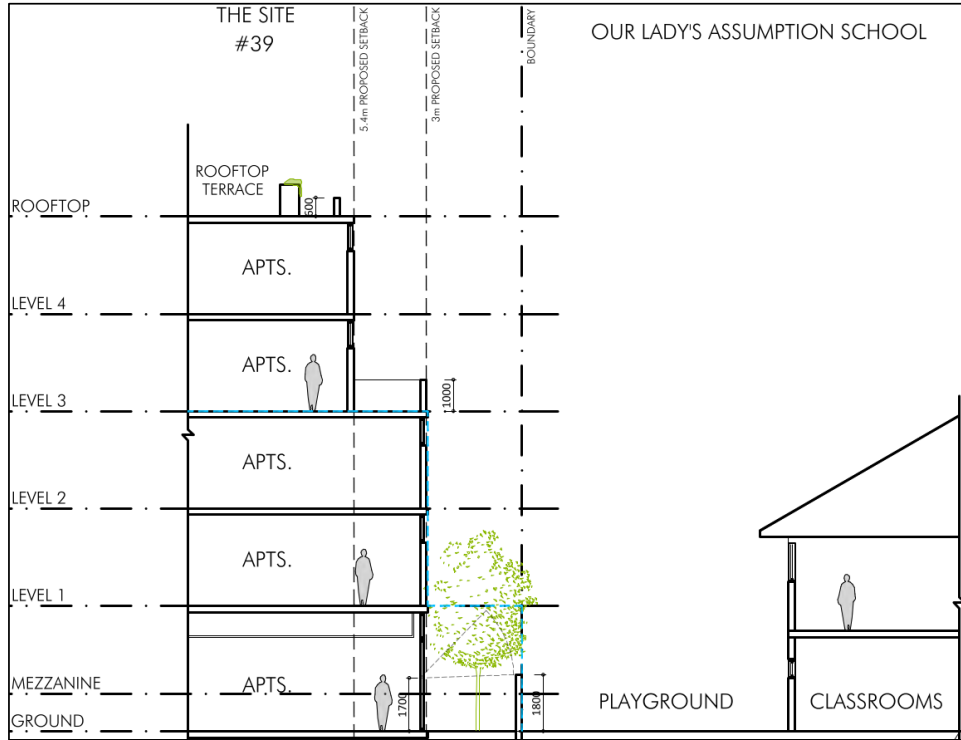 THE SITE
#39
5.4m PROPOSED SETBACK
3m PROPOSED SETBACK
BOUNDARY
OUR LADY'S ASSUMPTION SCHOOL
ROOFTOP
TERRACE
600
ROOFTOP
APTS.
LEVEL 4
APTS.
1000
LEVEL 3
APTS.
LEVEL 2
APTS.
LEVEL 1
MEZZANINE
APTS.
1700
1800
PLAYGROUND
CLASSROOMS
GROUND